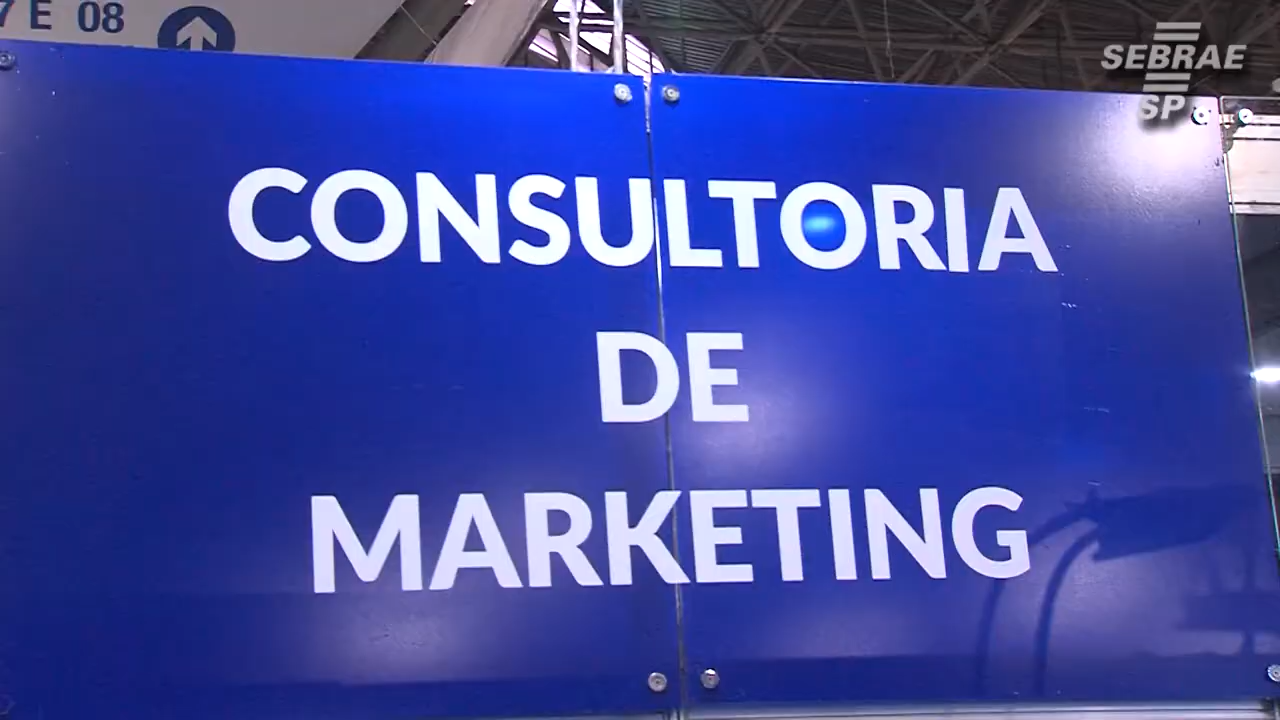 7 E 08
SEBRAE
SP
CONSULTORIA
DE
MARKETING